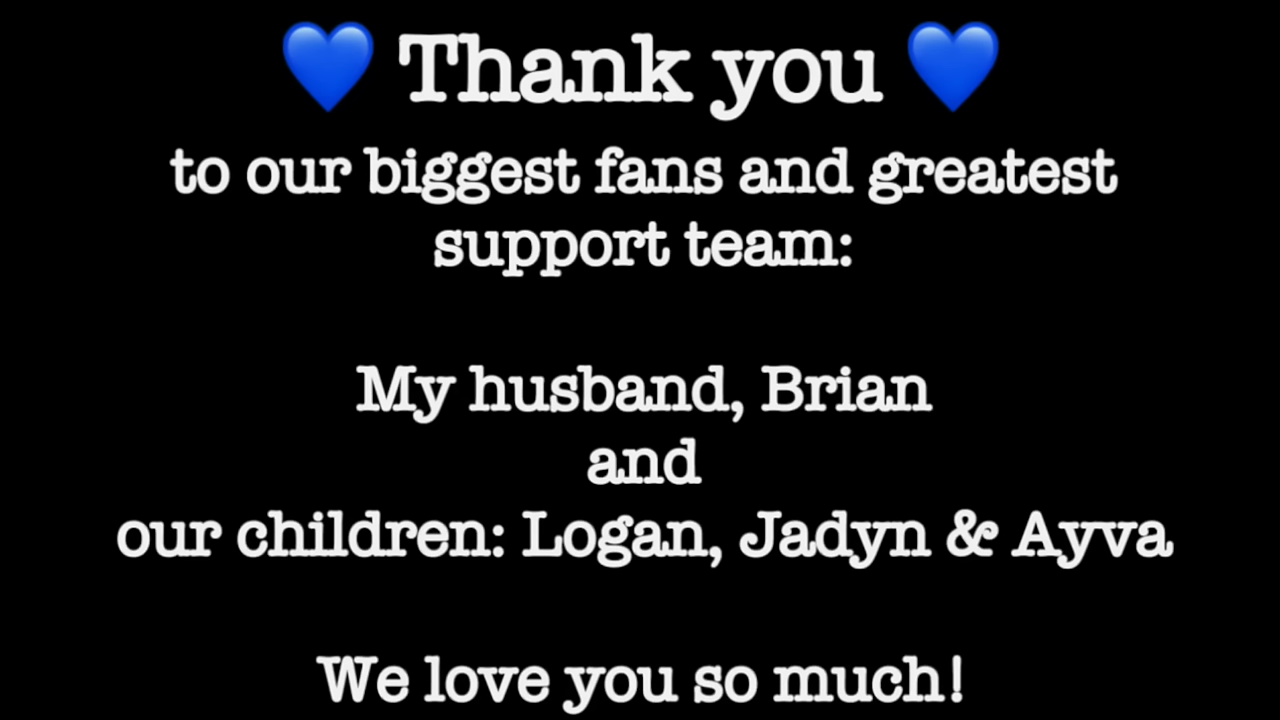 💙 Thank you 💙
to our biggest fans and greatest
support team:
My husband, Brian
and
our children: Logan, Jadyn & Ayva
We love you so much!